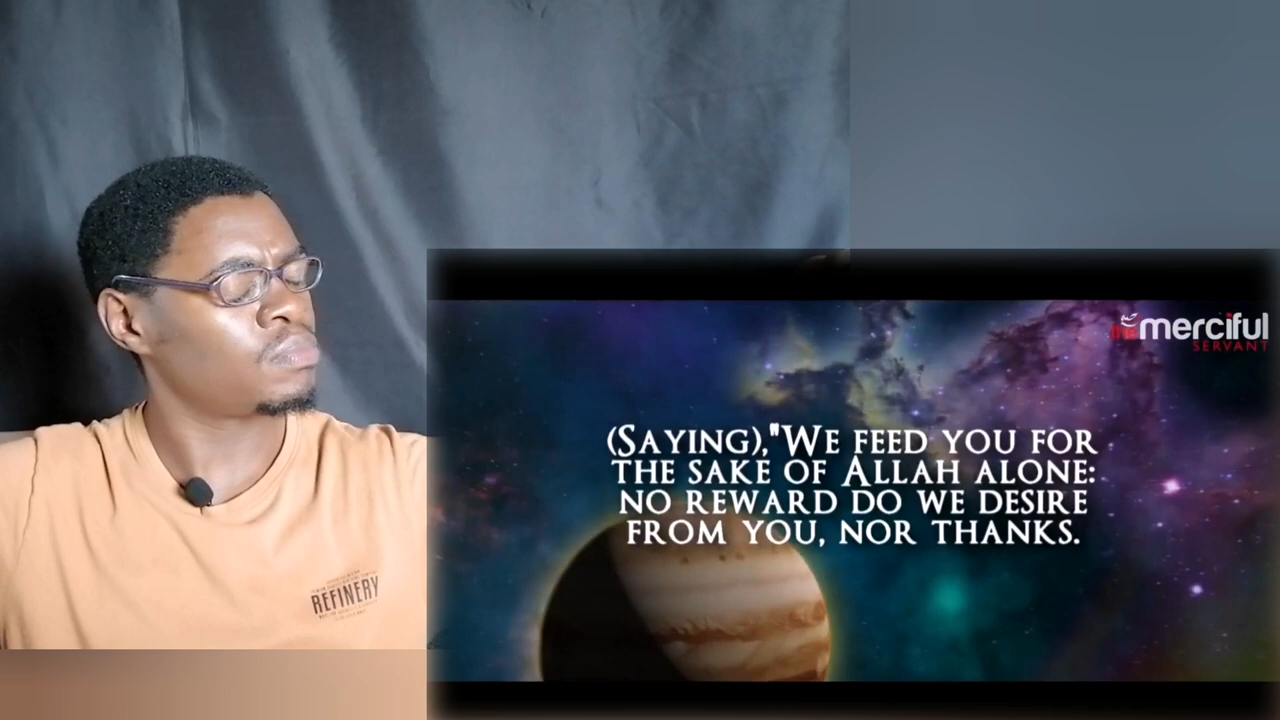 the merciful
SERVANT
(SAYING),"WE FEED YOU FOR
THE SAKE OF ALLAH ALONE:
NO REWARD DO WE DESIRE
FROM YOU, NOR THANKS.
REFINERY